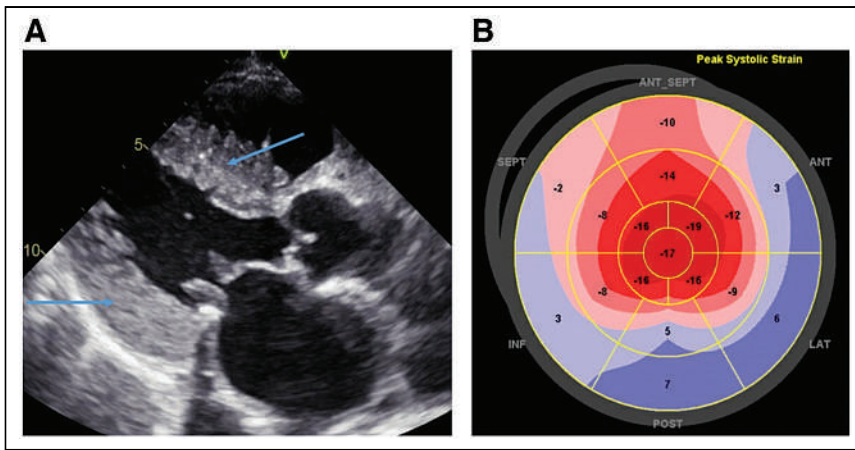 A
B
V
5
10
Peak Systolic Strain
ANT_SEPT
-10
SEPT
ANT
-14
-2
3
-8
-12
-16
-19
-17
-8
-16
-16
-9
3
6
INF
5
LAT
7
POST